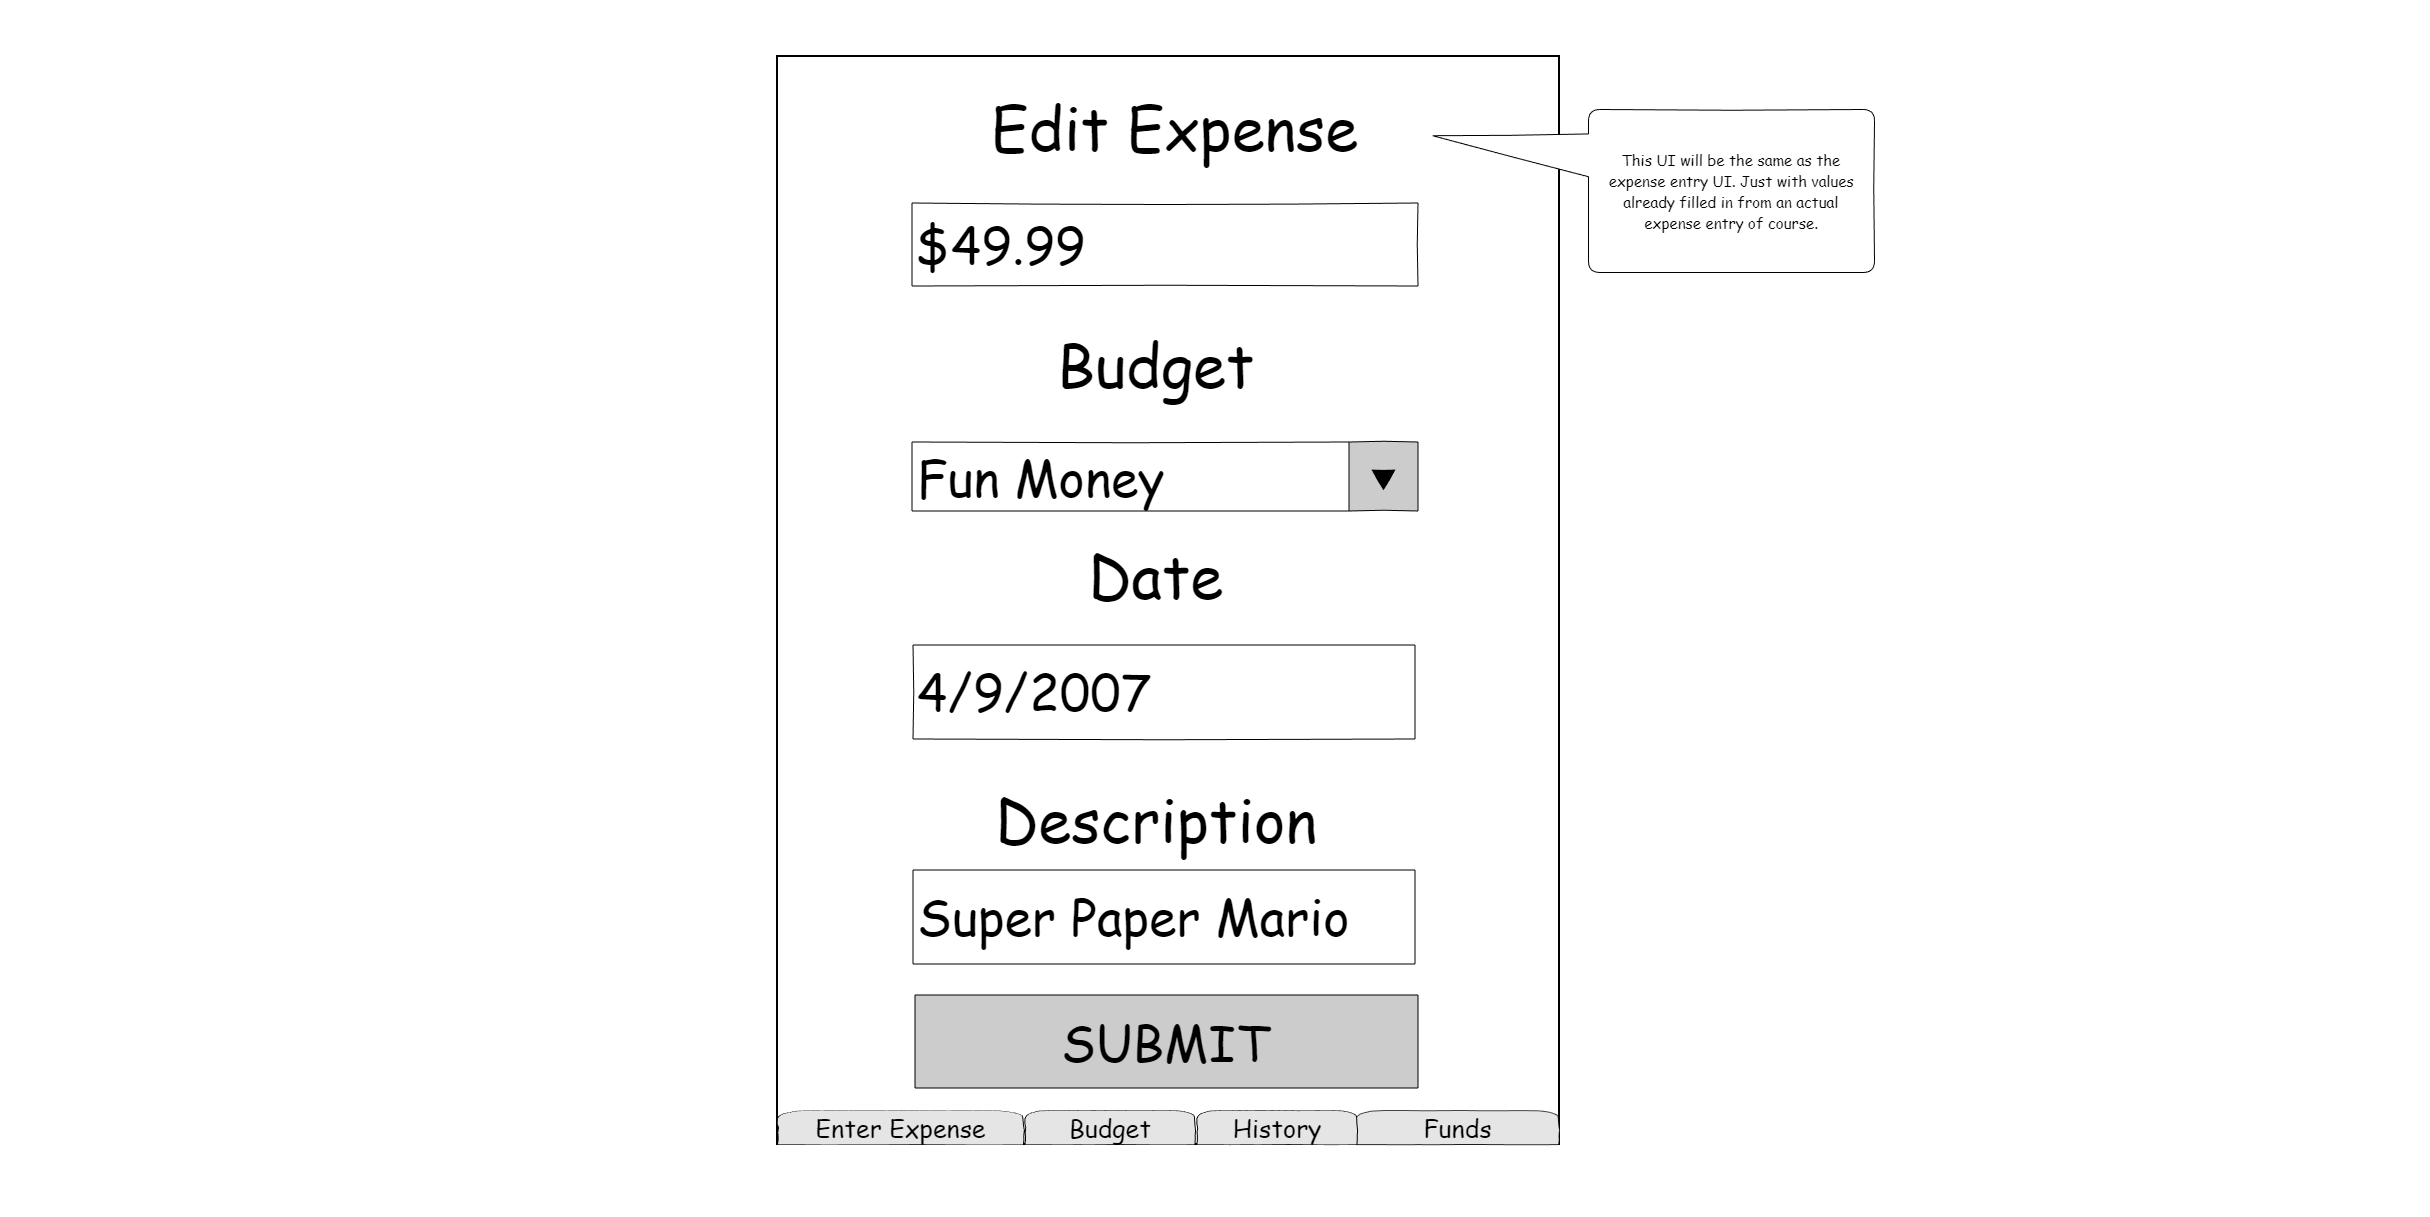 Edit Expense
This UI will be the same as the
expense entry UI. Just with values
already filled in from an actual
expense entry of course.
$49.99
Budget
Fun Money
Date
4/9/2007
Description
Super Paper Mario
SUBMIT
Enter Expense Budget History Funds